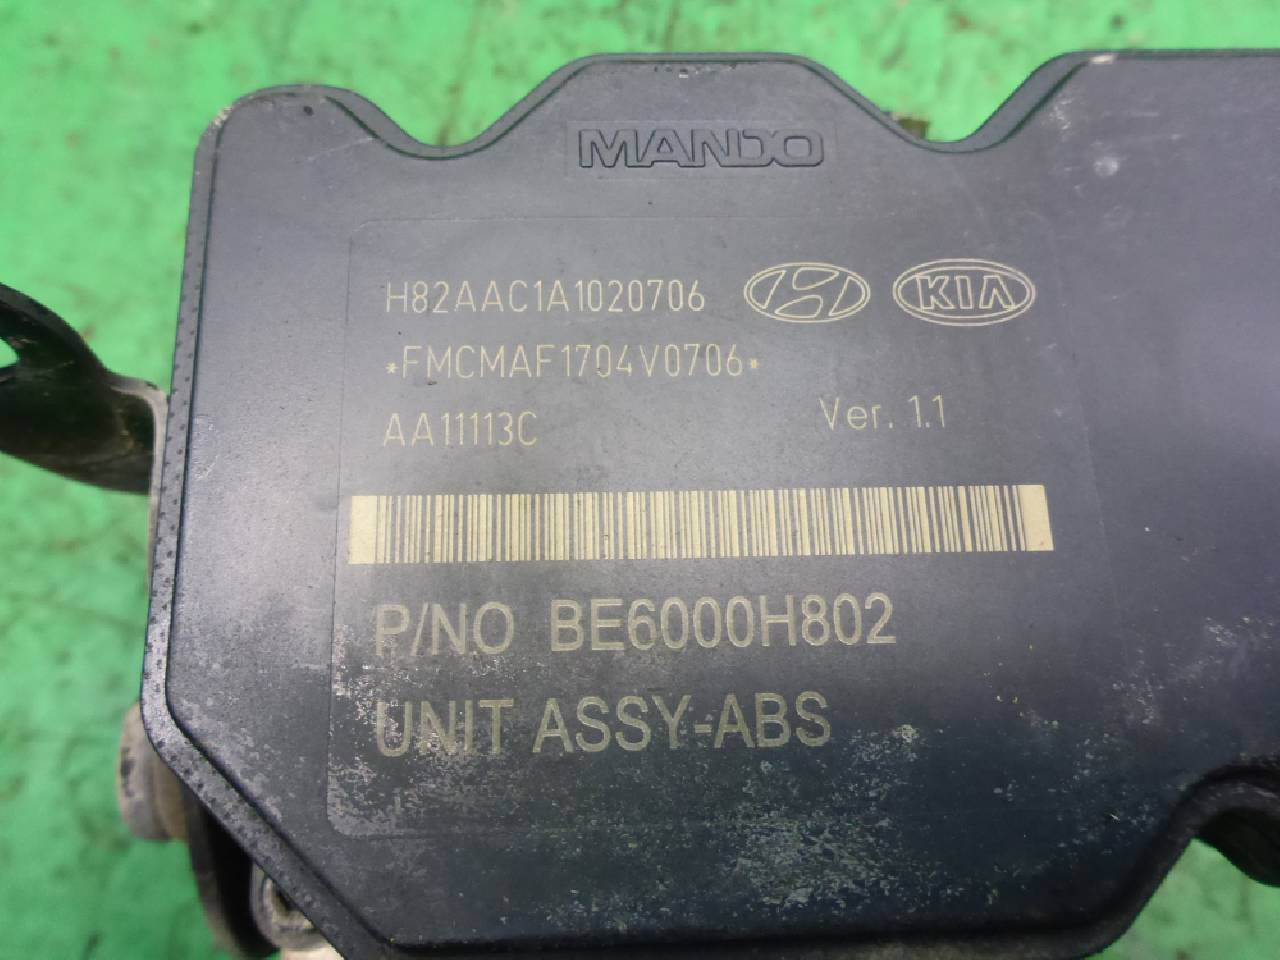 MANDO
H82AAC1A1020706
KIA
*FMCMAF1704V0706*
AA11113C Ver. 1.1
P/NO BE6000H802
UNIT ASSY-ABS